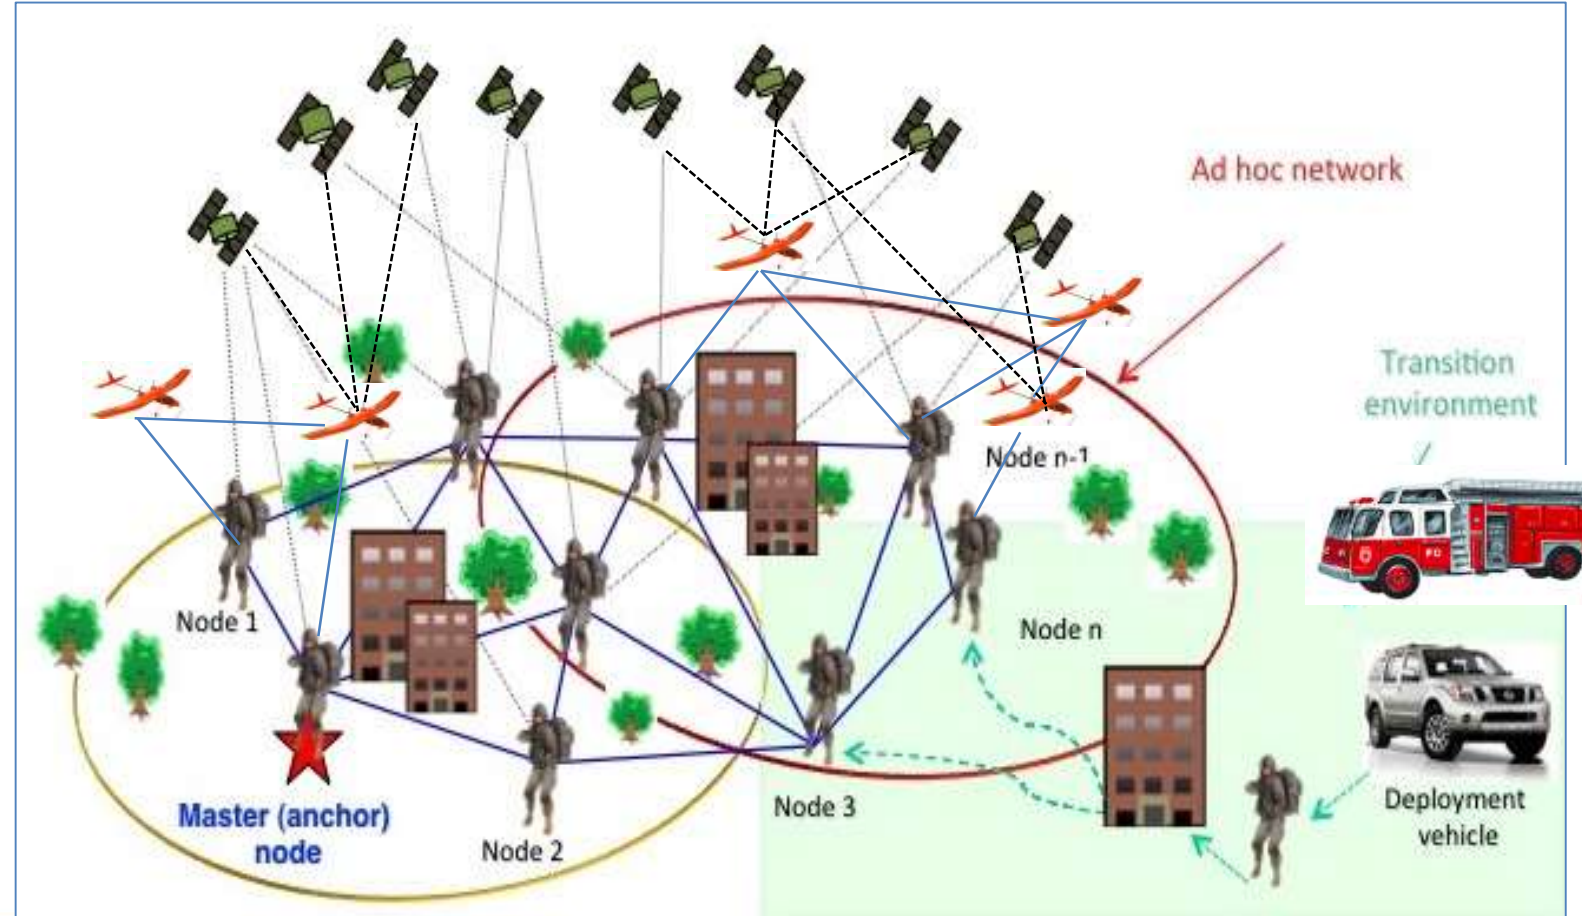 Ad hoc network
Transition
environment
Node n-1
Node 1
Node n
FD
Master (anchor)
node
Node 2
Node 3
Deployment
vehicle